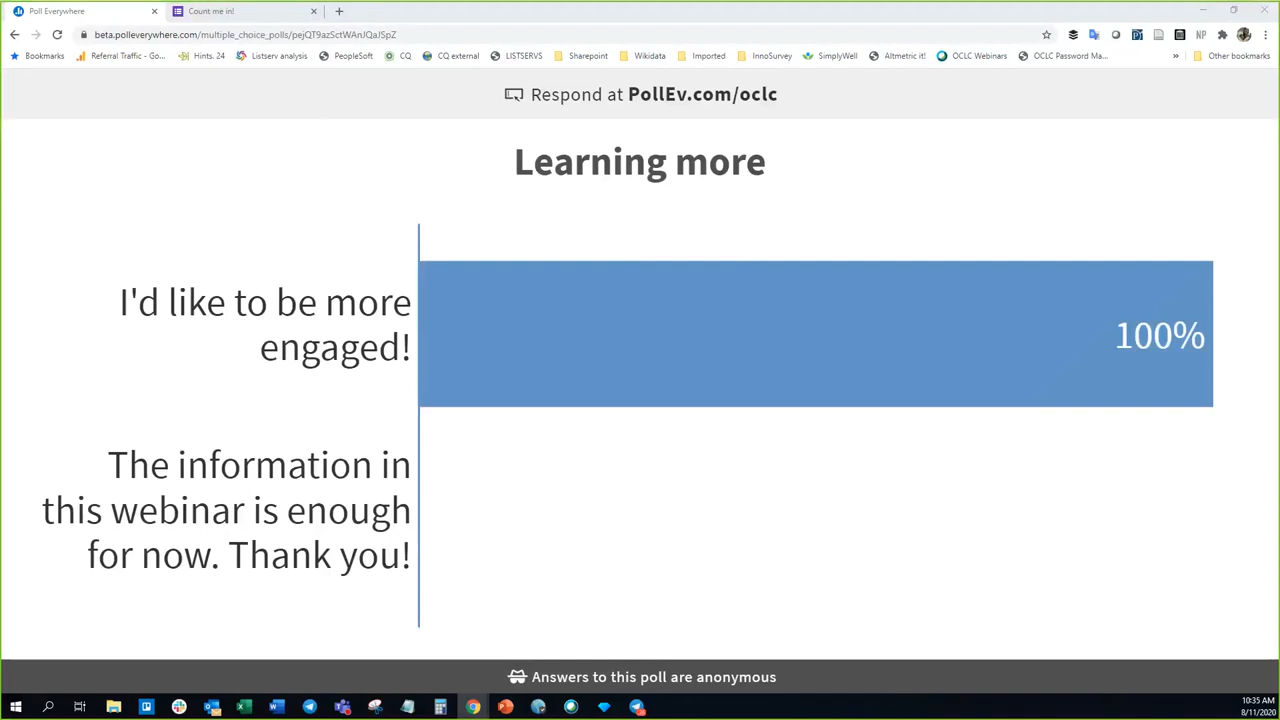 Poll Everywhere
Count me in!
beta.polleverywhere.com/multiple_choice_polls/pejQT9azSctWAnJQaJSpZ
Bookmarks
Referral Traffic - Go...
Hints. 24
Listserv analysis
PeopleSoft
CQ
CQ external
LISTSERVS
Sharepoint
Wikidata
Imported
InnoSurvey
SimplyWell
Altmetric it!
OCLC Webinars
OCLC Password Ma...
»
Other bookmarks
Respond at PollEv.com/oclc
Learning more
I'd like to be more
engaged!
100%
The information in
this webinar is enough
for now. Thank you!
Answers to this poll are anonymous
10:35 AM
8/11/2020